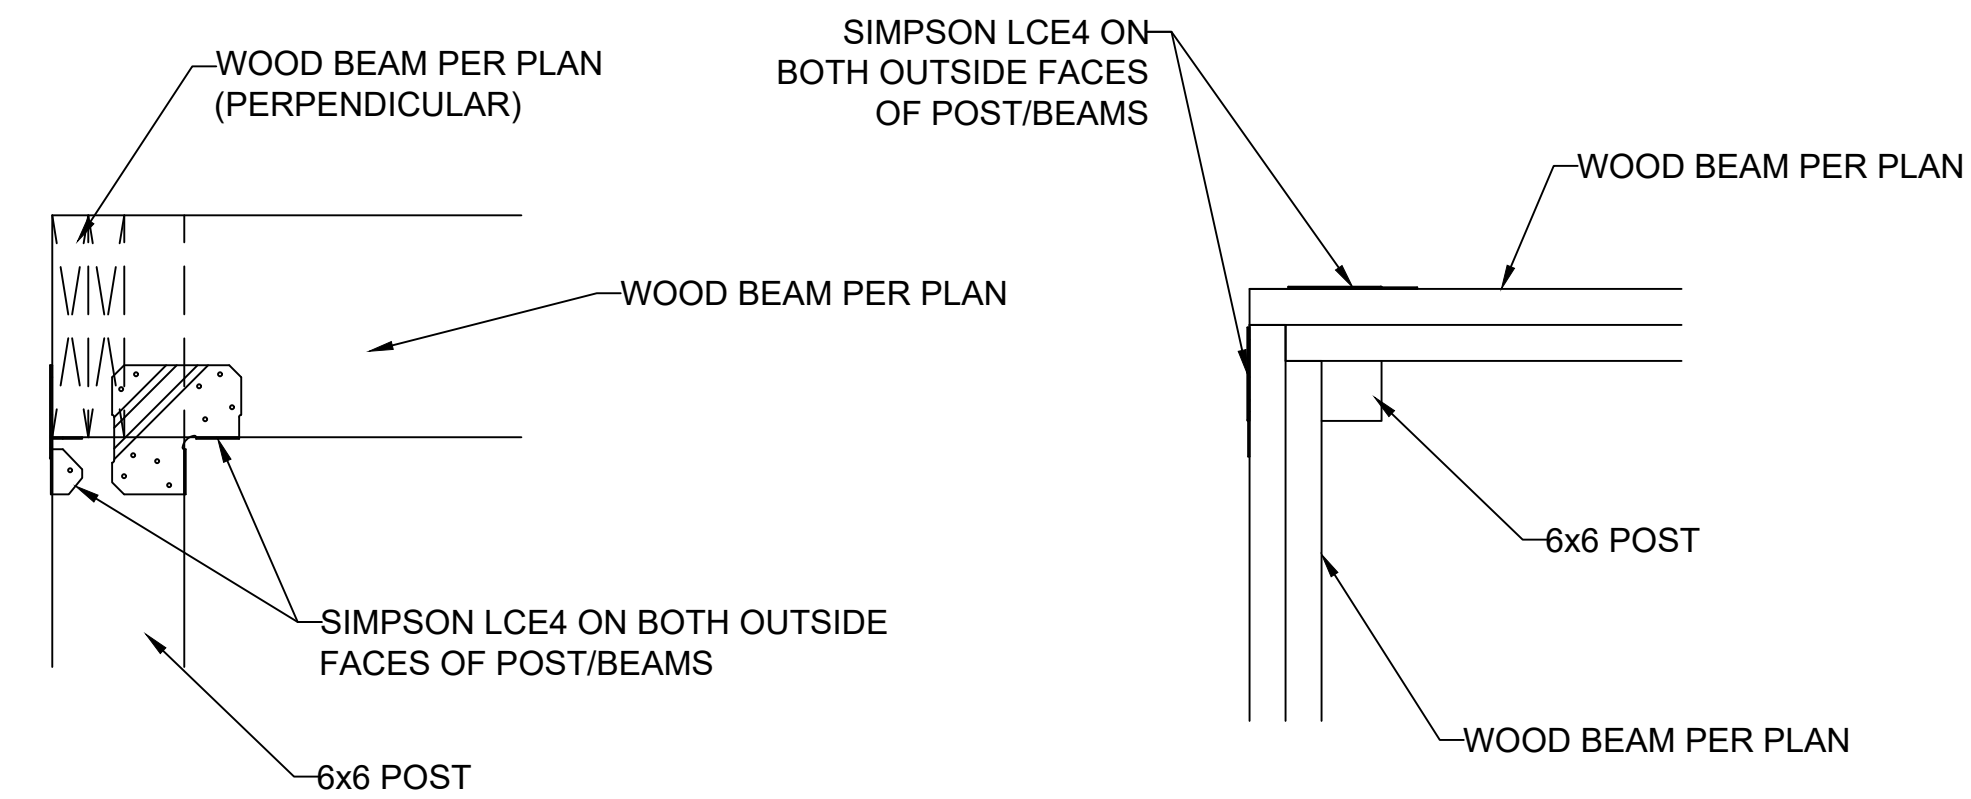 WOOD BEAM PER PLAN
(PERPENDICULAR)
WOOD BEAM PER PLAN
SIMPSON LCE4 ON BOTH OUTSIDE
FACES OF POST/BEAMS
6x6 POST
SIMPSON LCE4 ON
BOTH OUTSIDE FACES
OF POST/BEAMS
WOOD BEAM PER PLAN
6x6 POST
WOOD BEAM PER PLAN